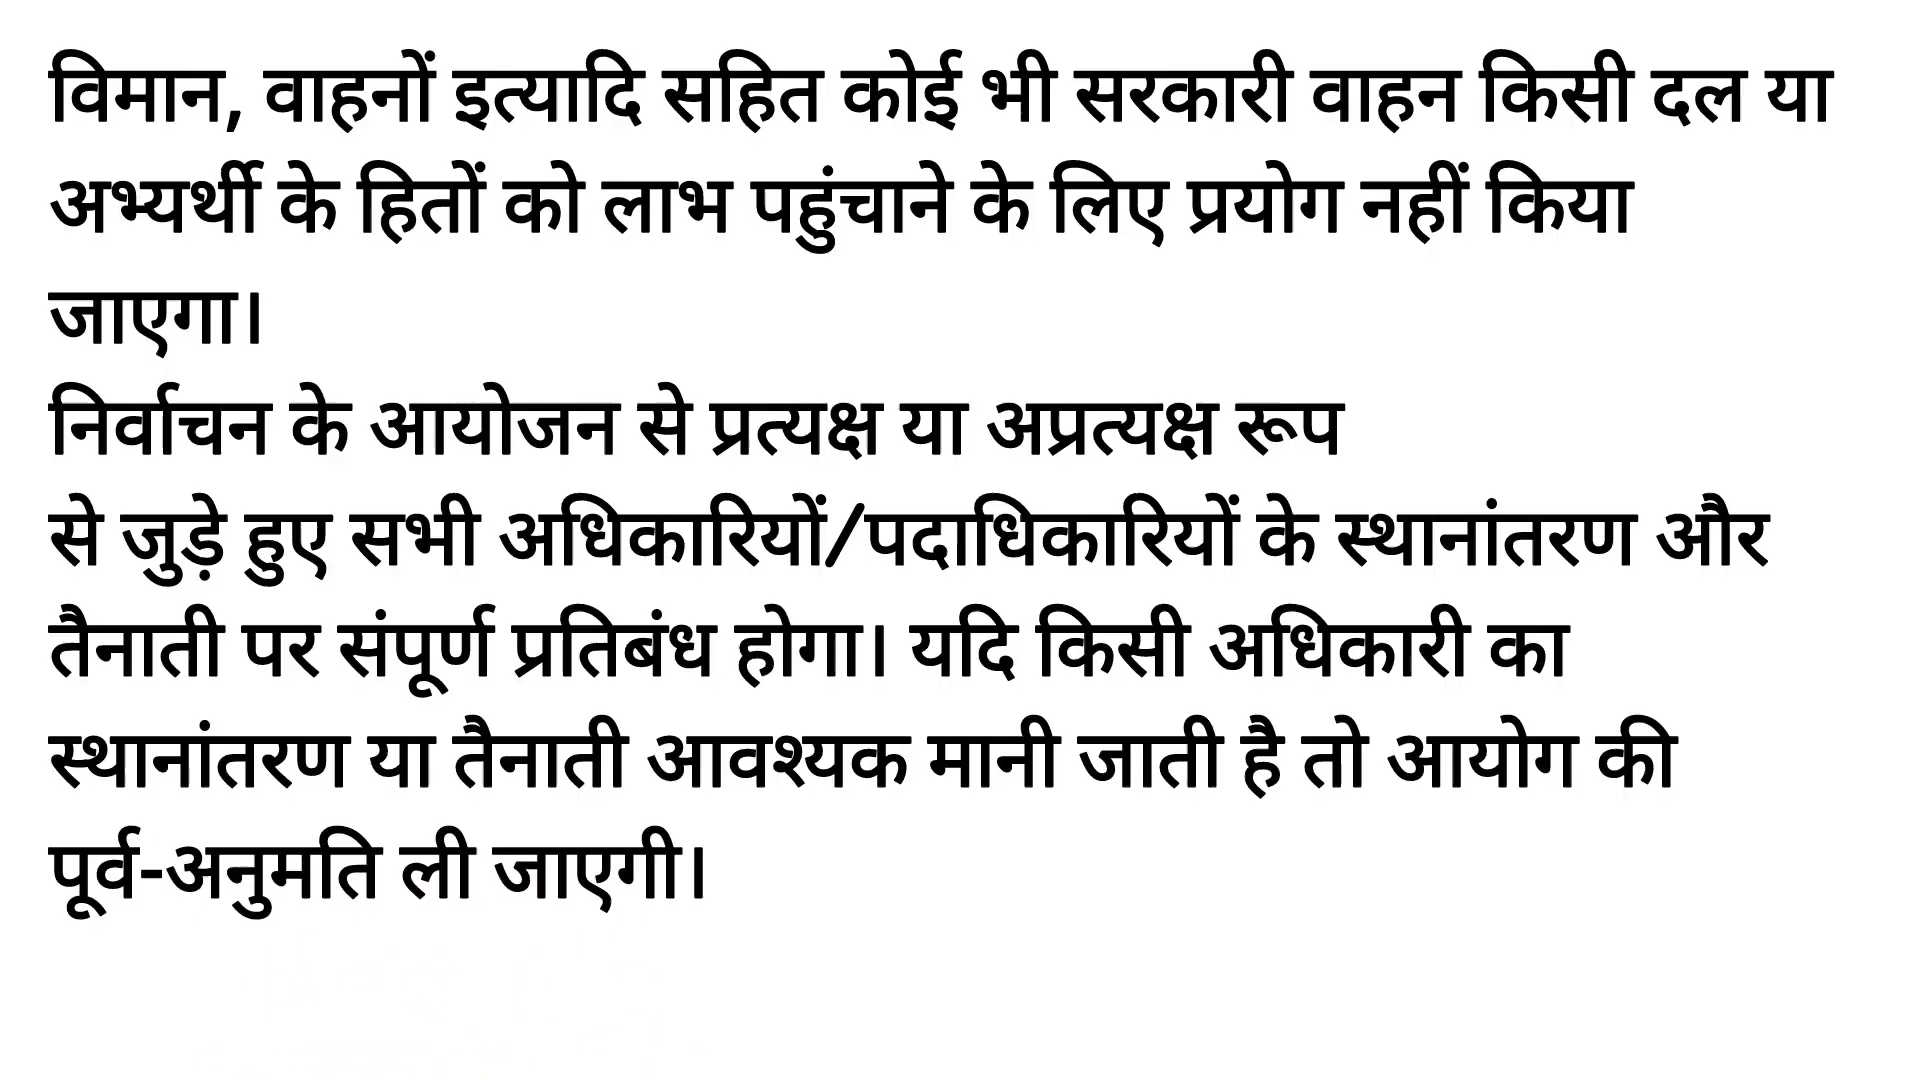 विमान, वाहनों इत्यादि सहित कोई भी सरकारी वाहन किसी दल या
अभ्यर्थी के हितों को लाभ पहुंचाने के लिए प्रयोग नहीं किया
जाएगा।
निर्वाचन के आयोजन से प्रत्यक्ष या अप्रत्यक्ष रूप
से जुड़े हुए सभी अधिकारियों/पदाधिकारियों के स्थानांतरण और
तैनाती पर संपूर्ण प्रतिबंध होगा। यदि किसी अधिकारी का
स्थानांतरण या तैनाती आवश्यक मानी जाती है तो आयोग की
पूर्व-अनुमति ली जाएगी।